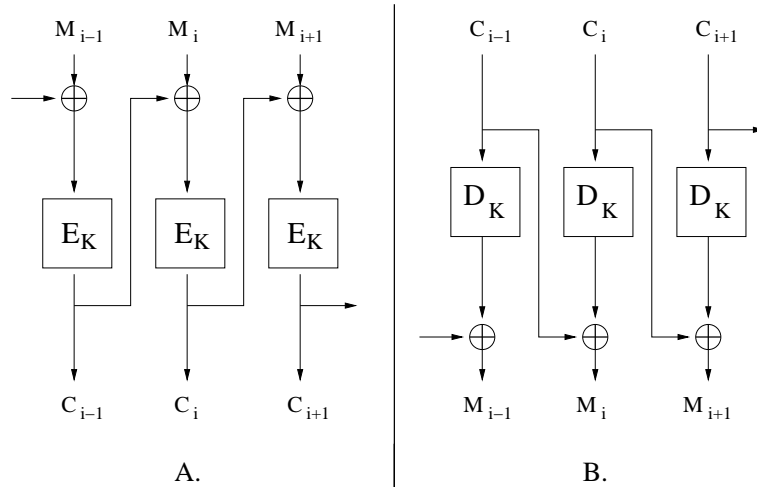 M i−1 M i M i+1
E K E K E K
C i−1 C i C i+1
A.
C i−1 C i C i+1
D K D K D K
M i−1 M i M i+1
B.